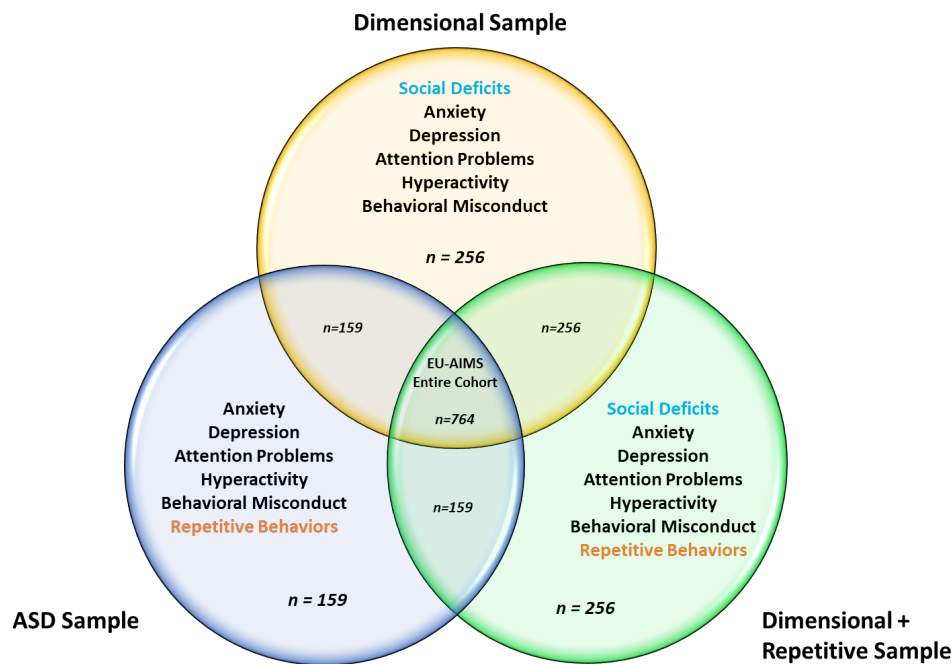 Dimensional Sample
Social Deficits
Anxiety
Depression
Attention Problems
Hyperactivity
Behavioral Misconduct
n = 256
n=159
n=256
EU-AIMS
Entire Cohort
n=764
Anxiety
Depression
Attention Problems
Hyperactivity
Behavioral Misconduct
Repetitive Behaviors
n = 159
ASD Sample
n=159
Social Deficits
Anxiety
Depression
Attention Problems
Hyperactivity
Behavioral Misconduct
Repetitive Behaviors
n = 256
Dimensional +
Repetitive Sample